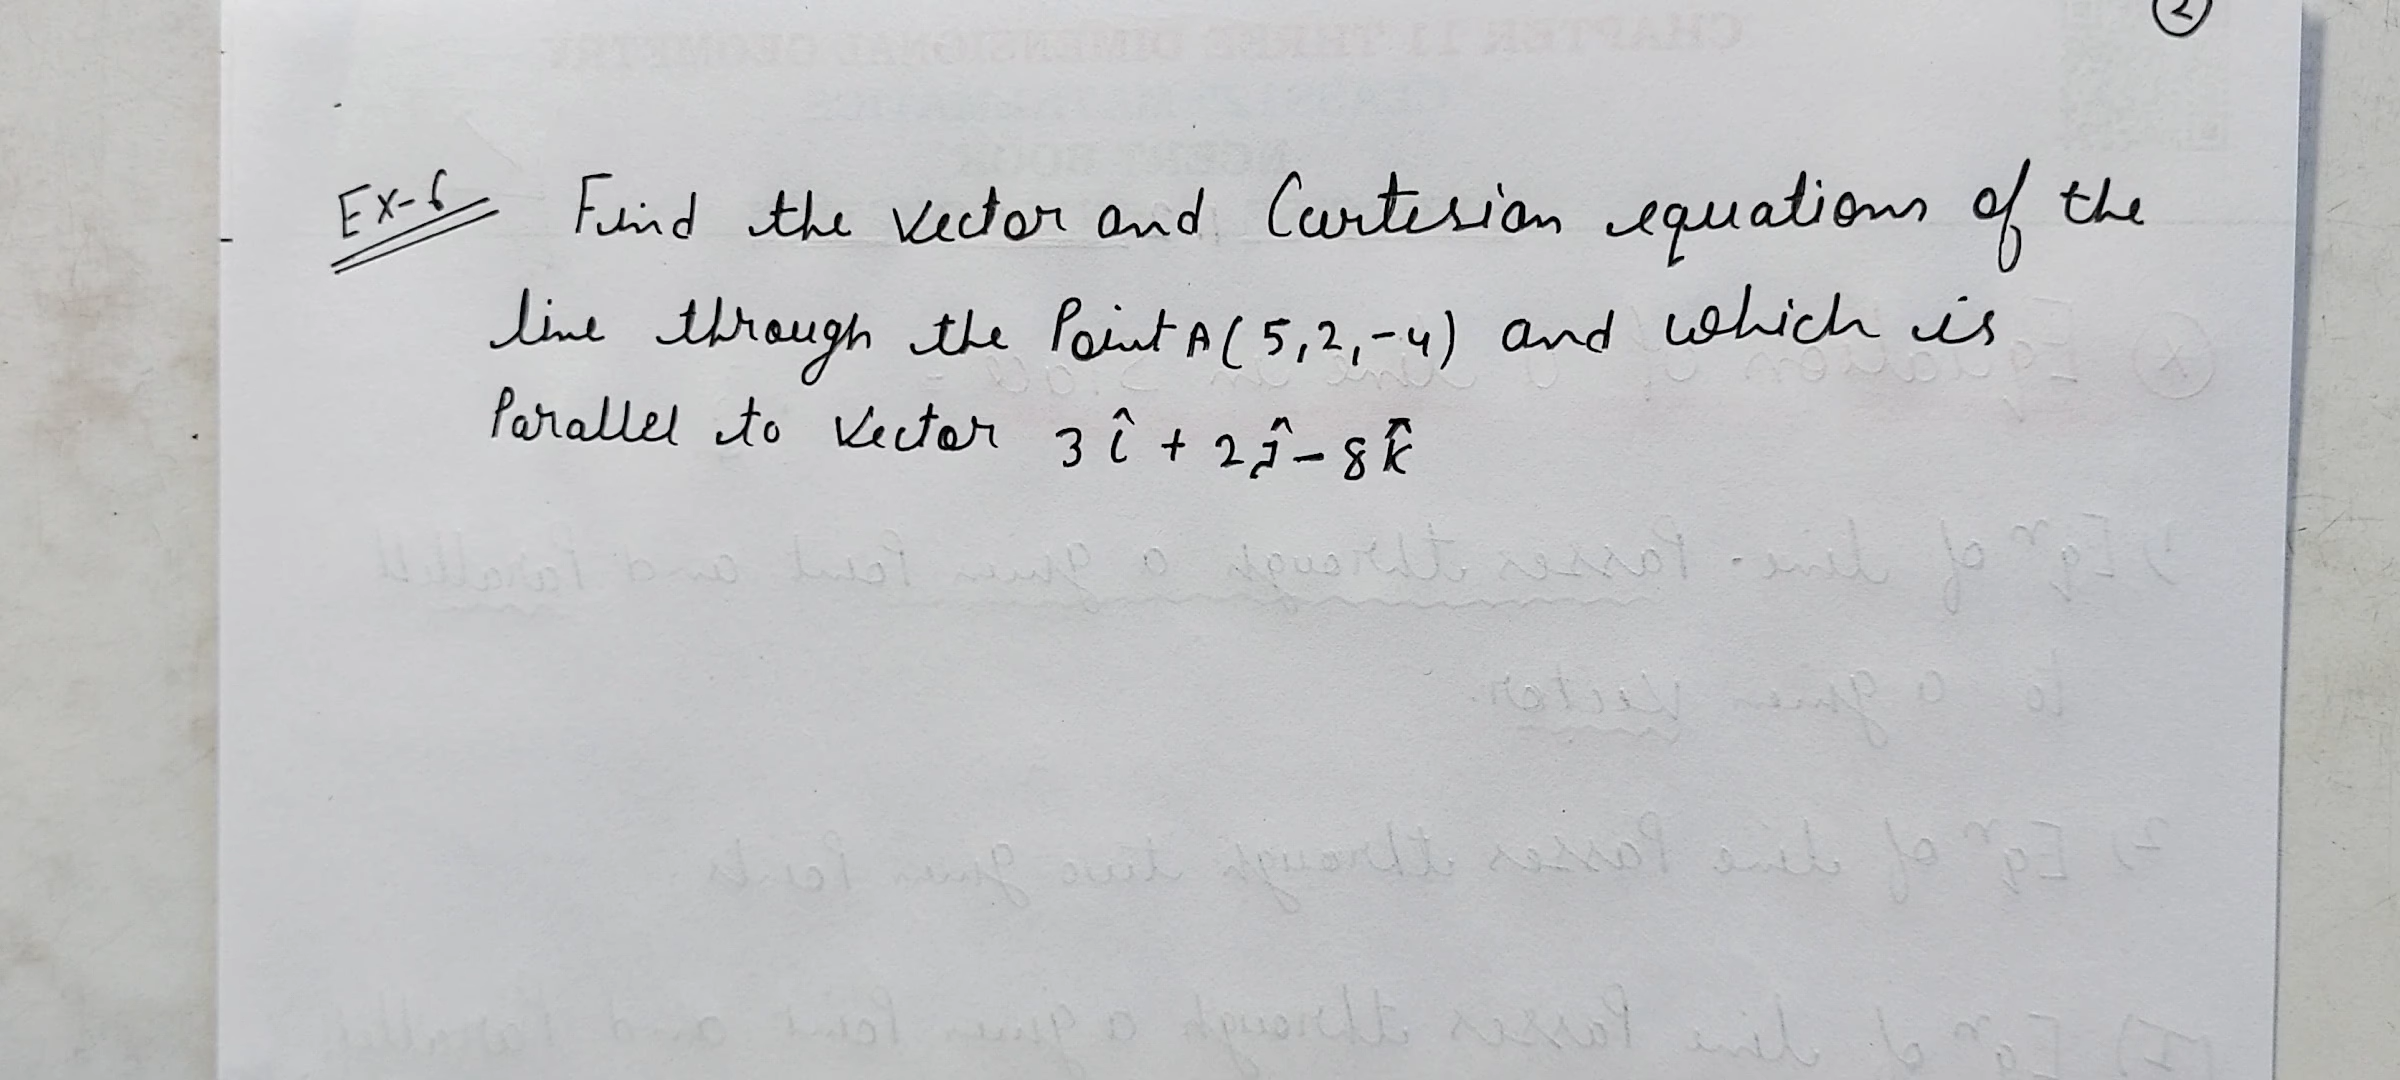 2
Ex-6 Find the vector and Cartesian equations of the
line through the Point A(5,2,-4) and which is
Parallel to vector 3î + 2ĵ - 8k̂